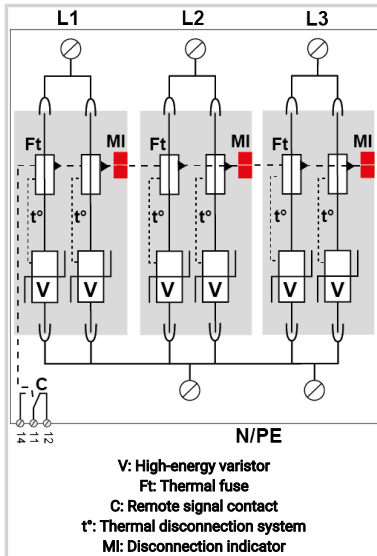 L1 L2 L3
Ft MI Ft MI Ft MI
t° t° t° t° t° t°
V V V V V V
C
14 11 12
N/PE
V: High-energy varistor
Ft: Thermal fuse
C: Remote signal contact
t°: Thermal disconnection system
MI: Disconnection indicator